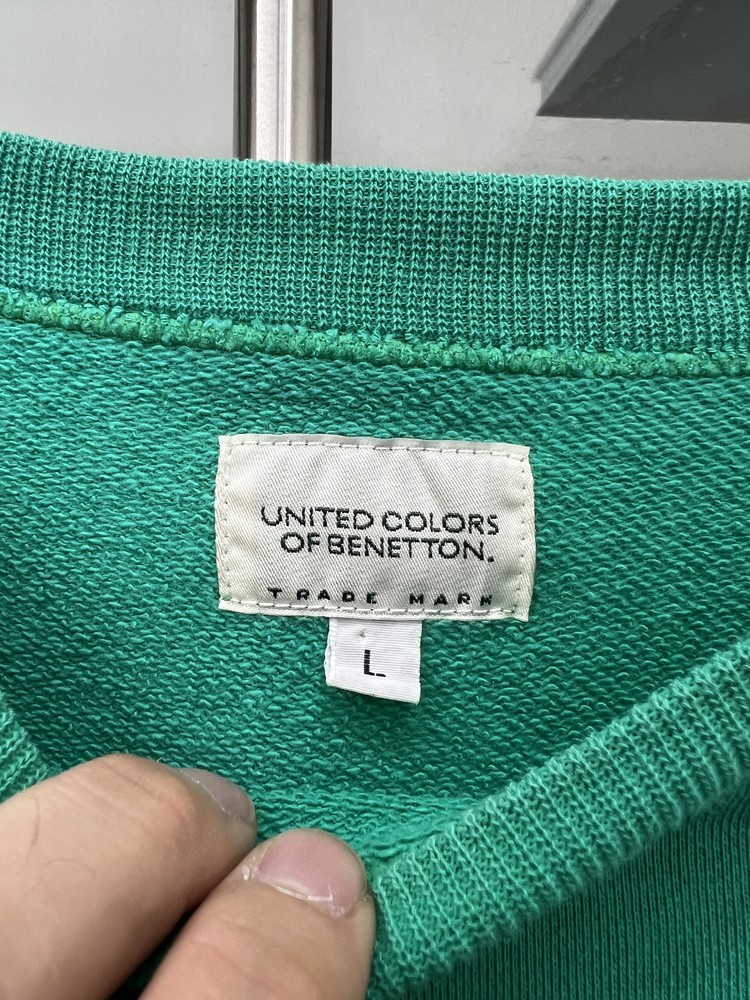 UNITED COLORS
OF BENETTON.
TRADE MARK
L